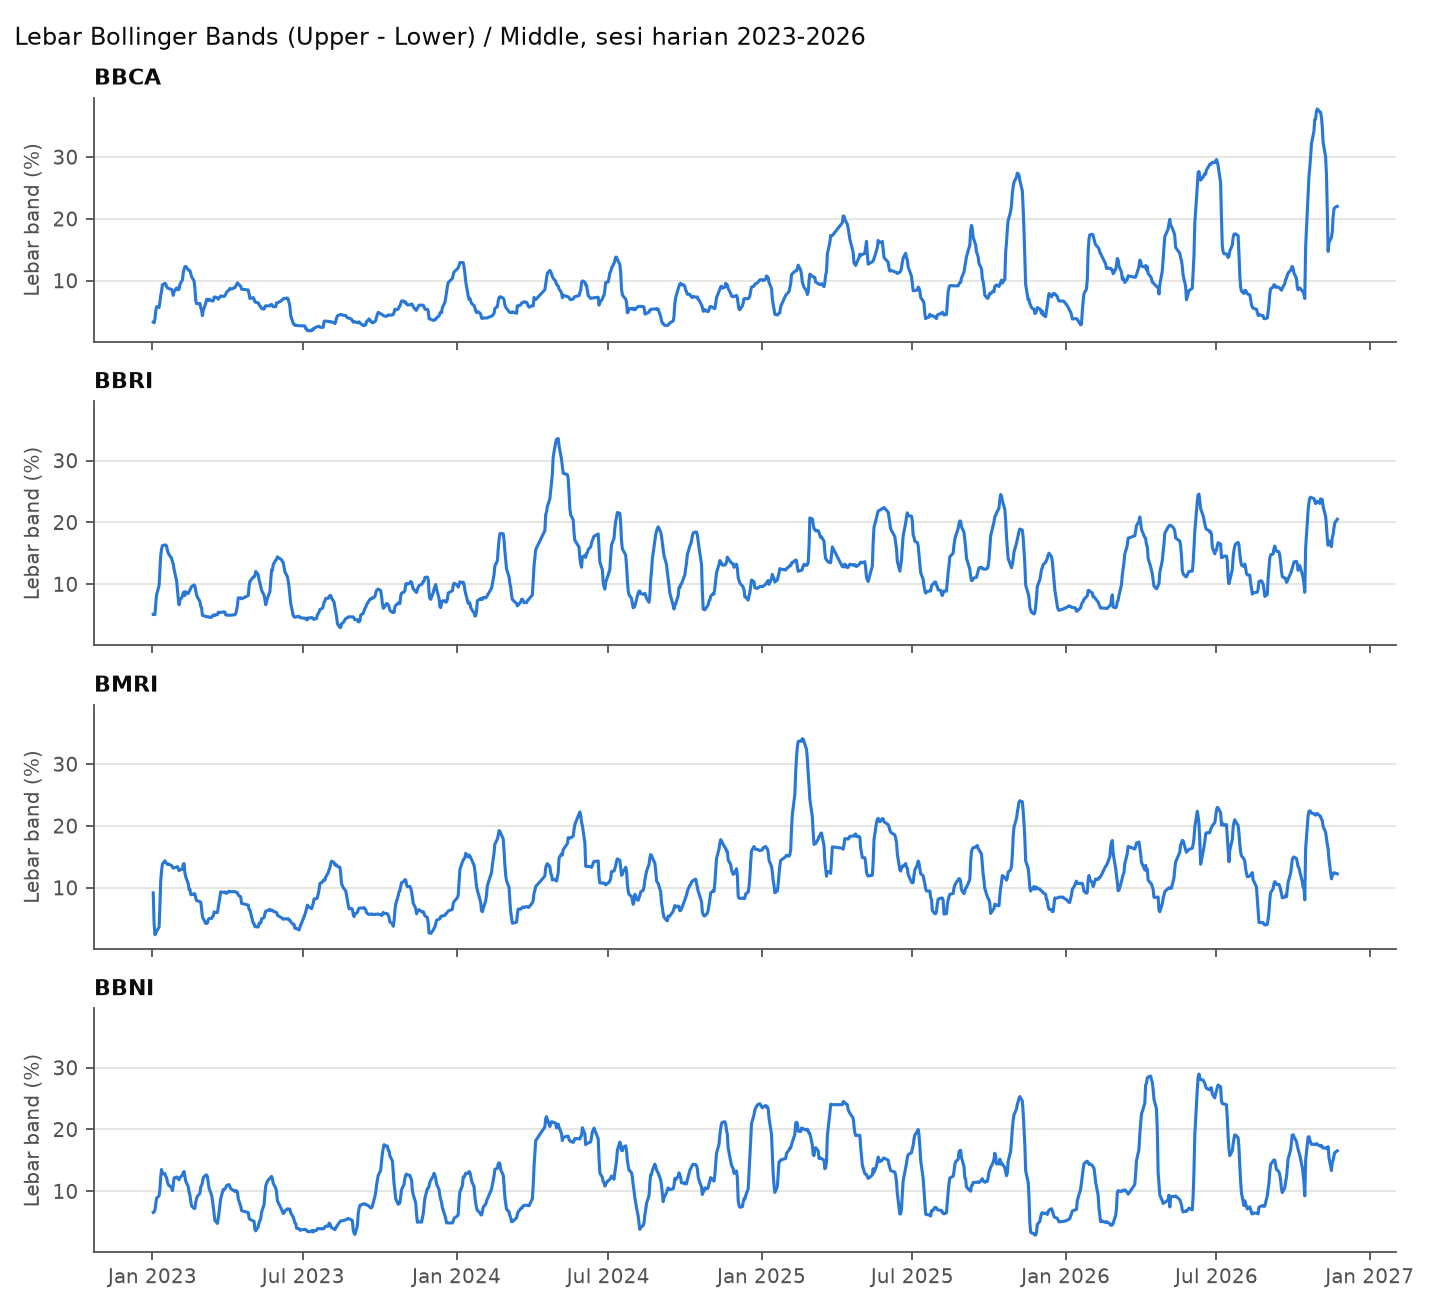 Lebar Bollinger Bands (Upper - Lower) / Middle, sesi harian 2023-2026
BBCA
Lebar band (%)
30
20
10
BBRI
Lebar band (%)
30
20
10
BMRI
Lebar band (%)
30
20
10
BBNI
Lebar band (%)
30
20
10
Jan 2023 Jul 2023 Jan 2024 Jul 2024 Jan 2025 Jul 2025 Jan 2026 Jul 2026 Jan 2027